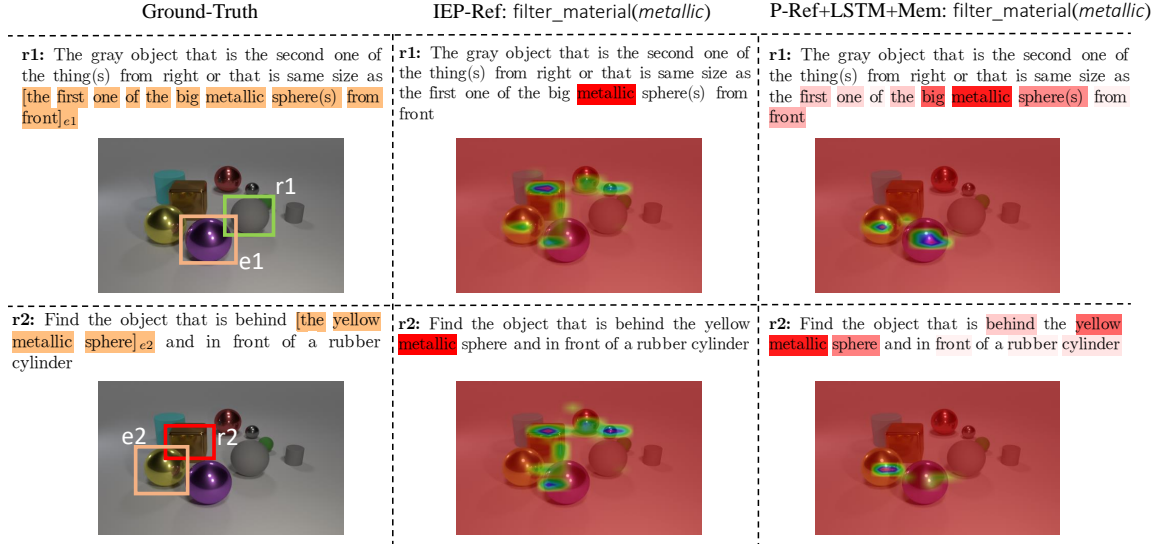 Ground-Truth
IEP-Ref: filter_material(metallic)
P-Ref+LSTM+Mem: filter_material(metallic)
r1: The gray object that is the second one of
the thing(s) from right or that is same size as
[the first one of the big metallic sphere(s) from
front]e1
r1
e1
r1: The gray object that is the second one of
the thing(s) from right or that is same size as
the first one of the big metallic sphere(s) from
front
r1: The gray object that is the second one of
the thing(s) from right or that is same size as
the first one of the big metallic sphere(s) from
front
r2: Find the object that is behind [the yellow
metallic sphere]e2 and in front of a rubber
cylinder
e2
r2
r2: Find the object that is behind the yellow
metallic sphere and in front of a rubber cylinder
r2: Find the object that is behind the yellow
metallic sphere and in front of a rubber cylinder